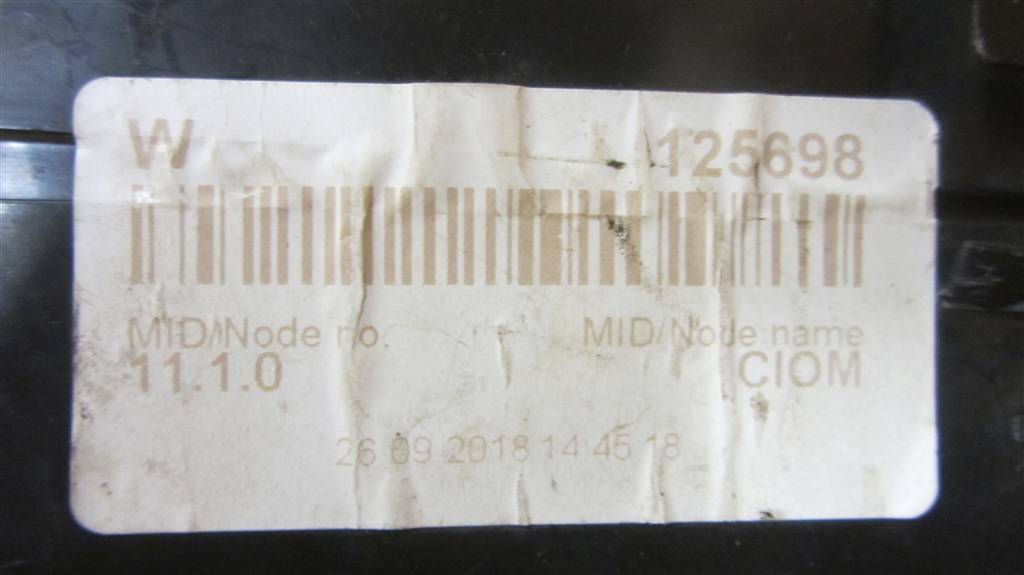 W 125698
MID/Node no. MID/Node name
11.1.0 CIOM
26 09 2018 14 45 18